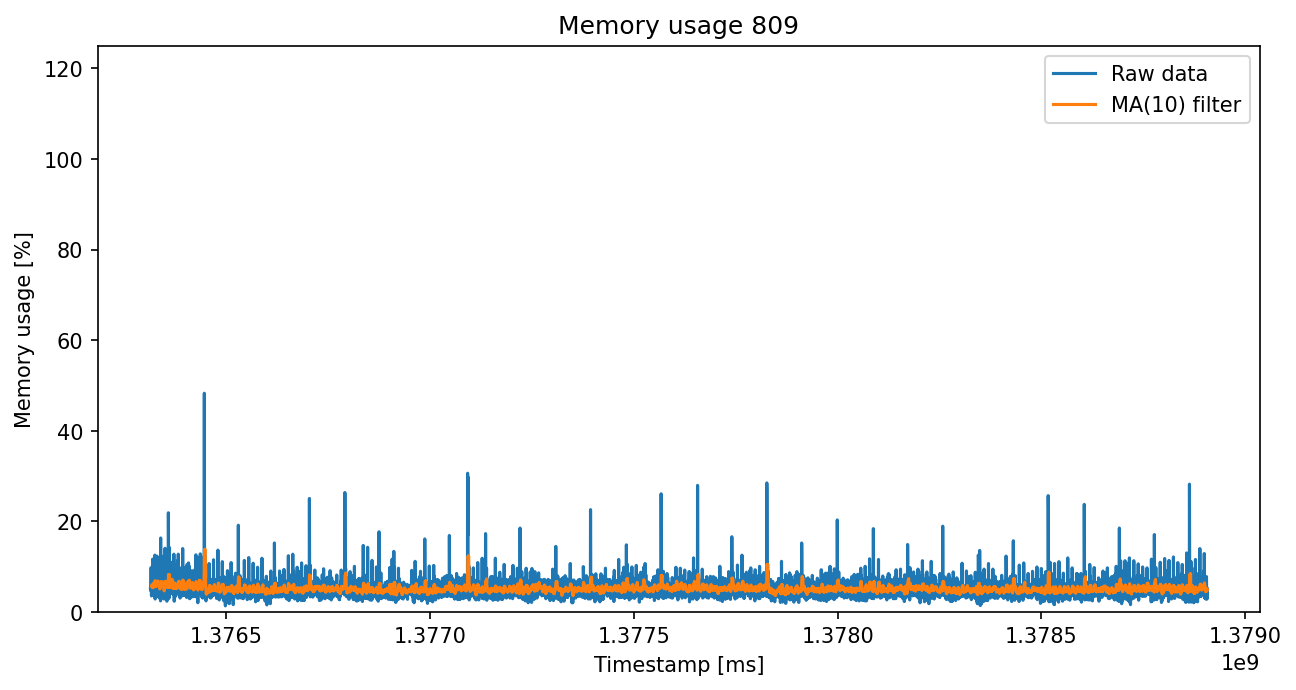 Memory usage 809
Raw data
MA(10) filter
Memory usage [%]
120
100
80
60
40
20
0
1.3765 1.3770 1.3775 1.3780 1.3785 1.3790
1e9
Timestamp [ms]